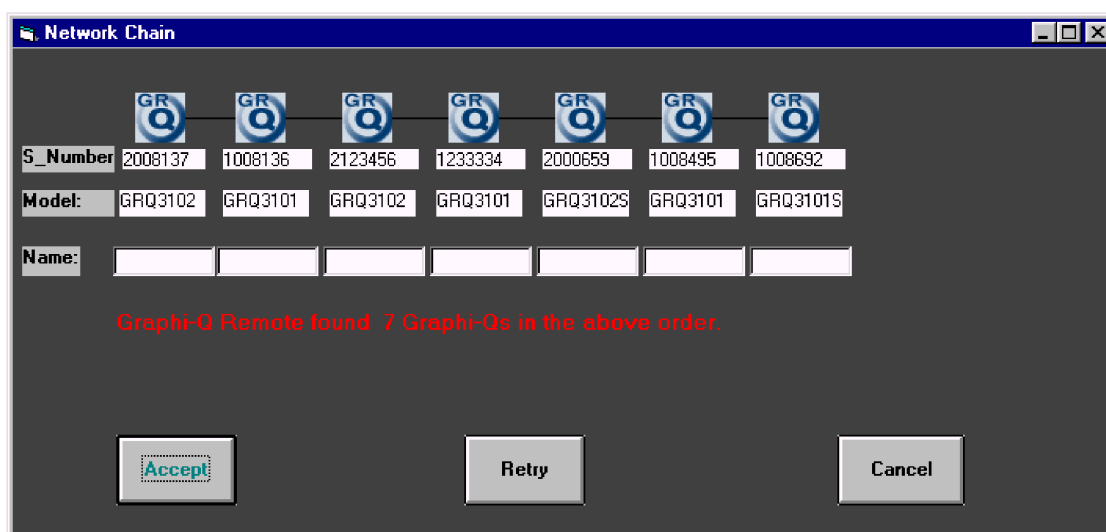 Network Chain
GR Q GR Q GR Q GR Q GR Q GR Q GR Q
S_Number 2008137 1008136 2123456 1233334 2000659 1008495 1008692
Model: GRQ3102 GRQ3101 GRQ3102 GRQ3101 GRQ3102S GRQ3101 GRQ3101S
Name:
Graphi-Q Remote found 7 Graphi-Qs in the above order.
Accept Retry Cancel